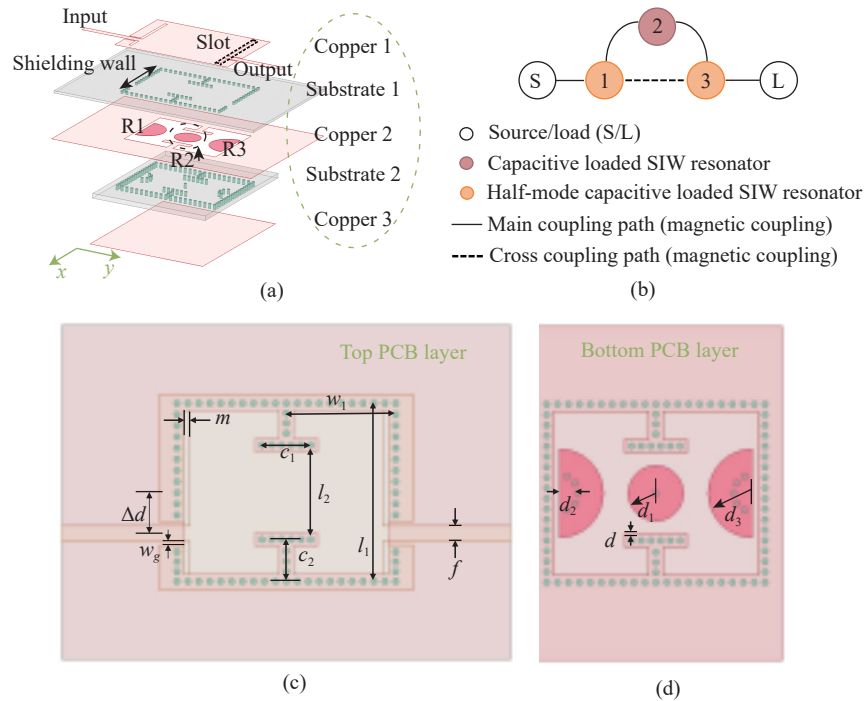 Input
Slot
Shielding wall
Output
R1
R2
R3
Copper 1
Substrate 1
Copper 2
Substrate 2
Copper 3
x
y
(a)
2
S
1
3
L
Source/load (S/L)
Capacitive loaded SIW resonator
Half-mode capacitive loaded SIW resonator
Main coupling path (magnetic coupling)
Cross coupling path (magnetic coupling)
(b)
Top PCB layer
m
w1
c1
l2
Δd
wg
c2
l1
f
(c)
Bottom PCB layer
d2
d1
d3
d
(d)